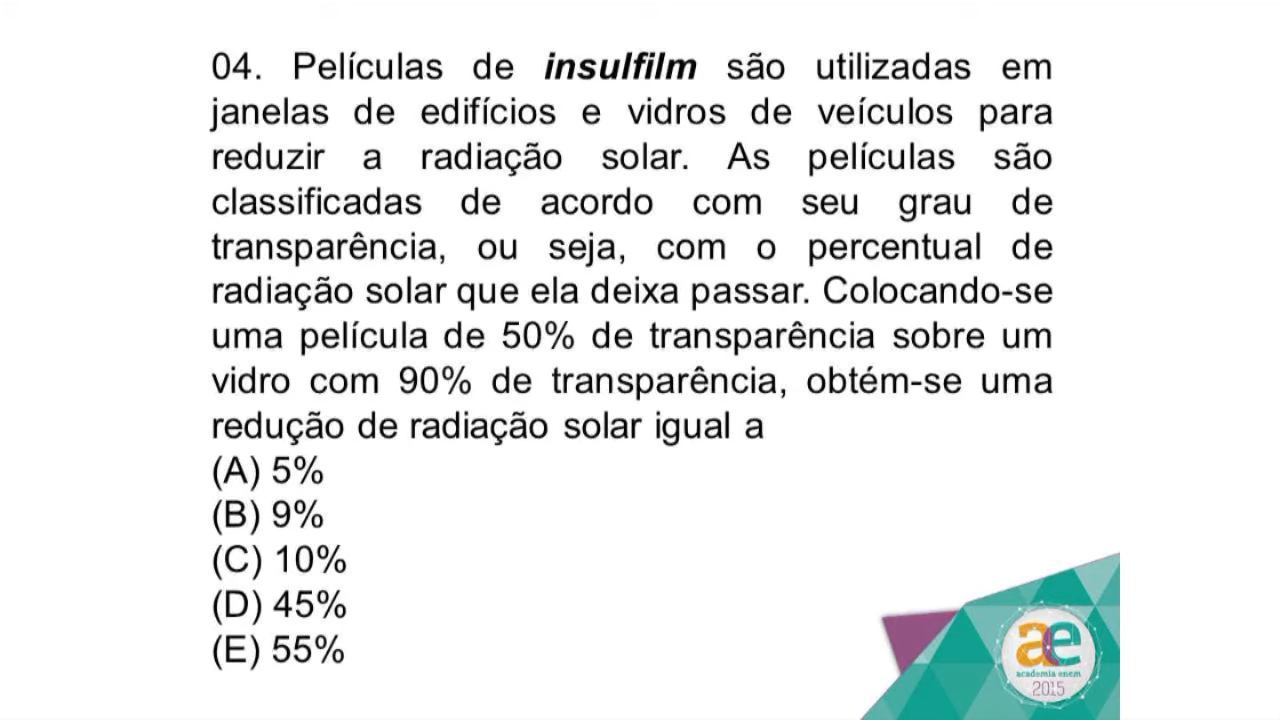 04. Películas de insulfilm são utilizadas em
janelas de edifícios e vidros de veículos para
reduzir a radiação solar. As películas são
classificadas de acordo com seu grau de
transparência, ou seja, com o percentual de
radiação solar que ela deixa passar. Colocando-se
uma película de 50% de transparência sobre um
vidro com 90% de transparência, obtém-se uma
redução de radiação solar igual a
(A) 5%
(B) 9%
(C) 10%
(D) 45%
(E) 55%
ae
academia enem
2015